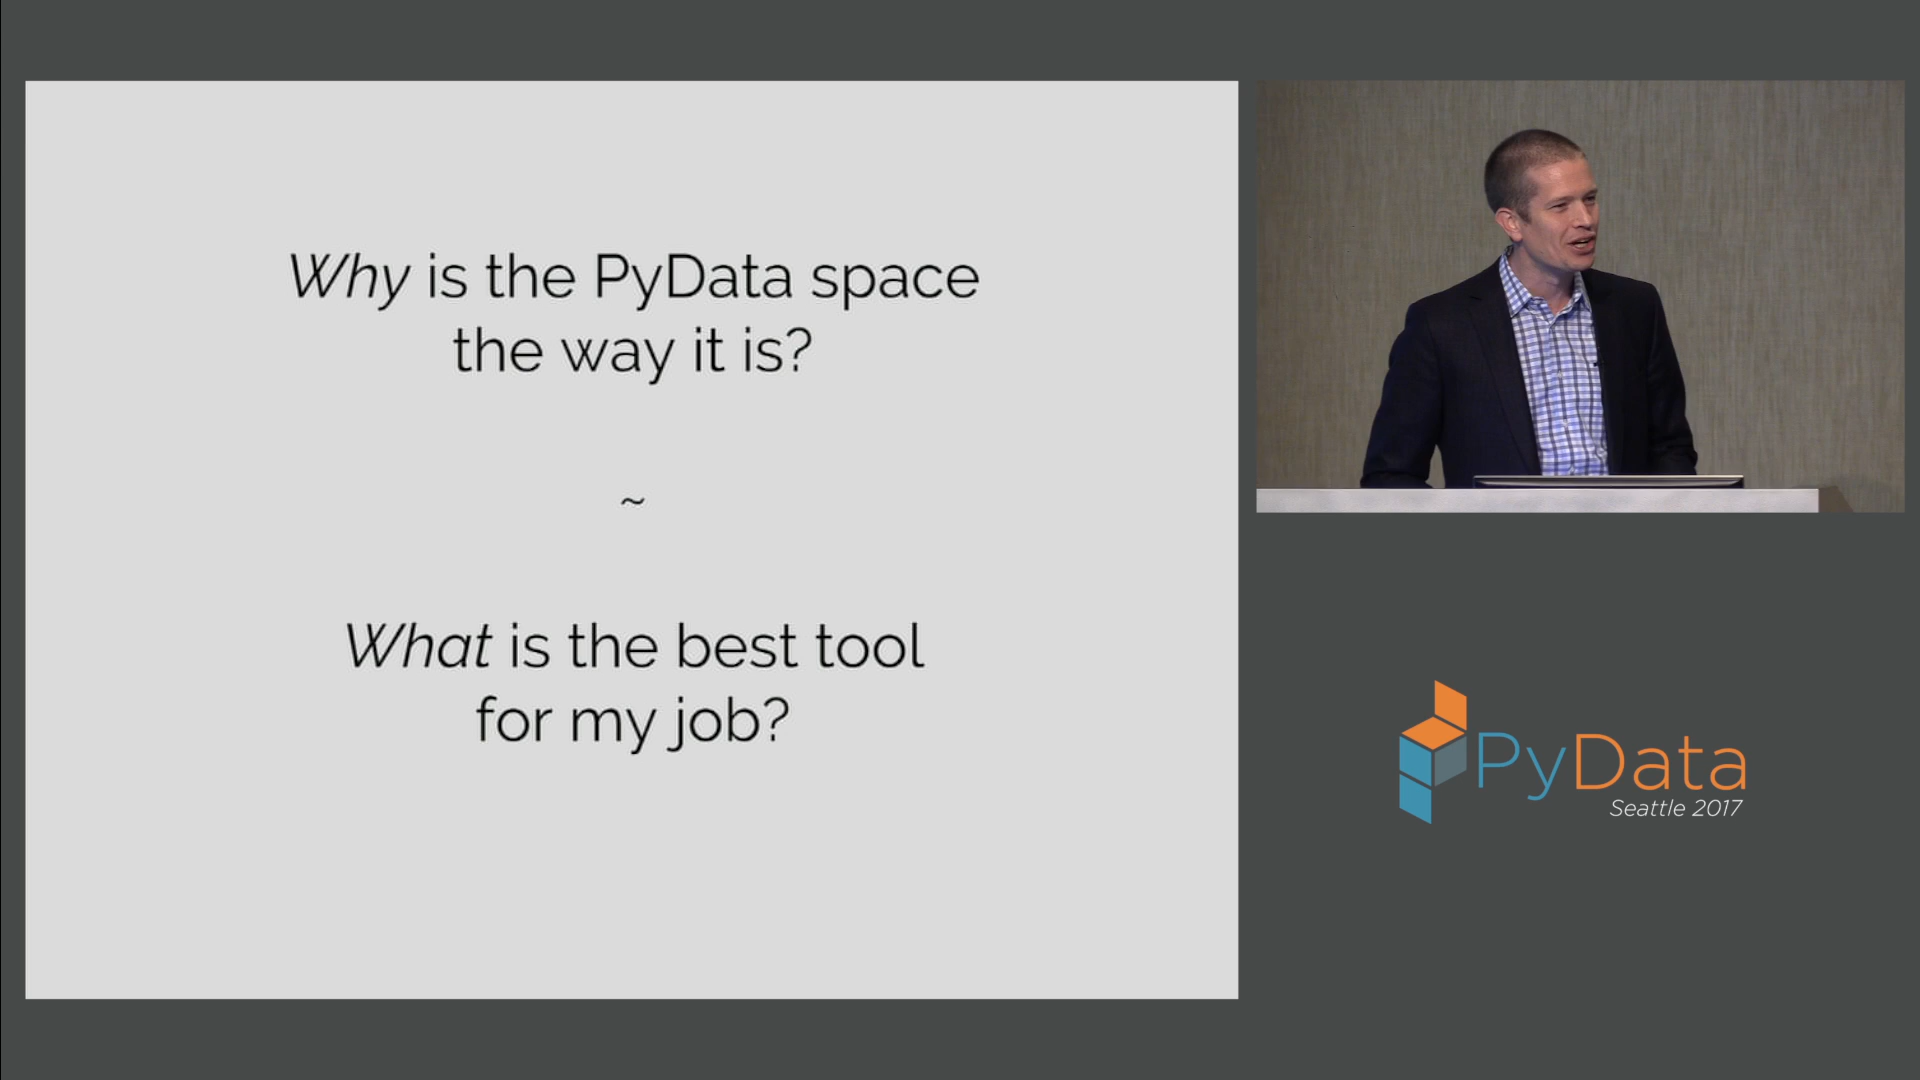 Why is the PyData space
the way it is?
~
What is the best tool
for my job?
PyData
Seattle 2017